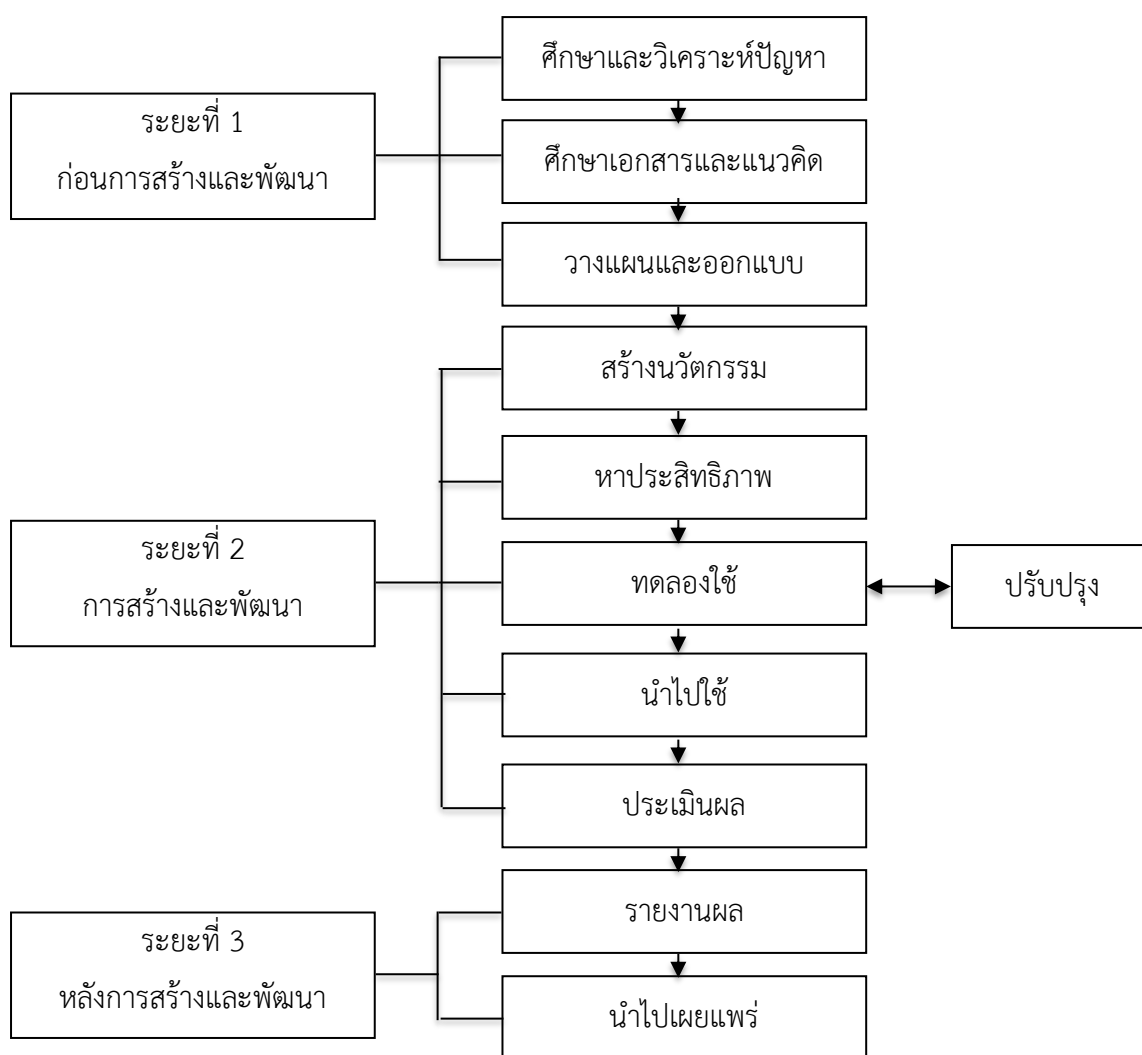 ศึกษาและวิเคราะห์ปัญหา
ระยะที่ 1
ก่อนการสร้างและพัฒนา
ศึกษาเอกสารและแนวคิด
วางแผนและออกแบบ
สร้างนวัตกรรม
หาประสิทธิภาพ
ระยะที่ 2
การสร้างและพัฒนา
ทดลองใช้
ปรับปรุง
นำไปใช้
ประเมินผล
รายงานผล
ระยะที่ 3
หลังการสร้างและพัฒนา
นำไปเผยแพร่